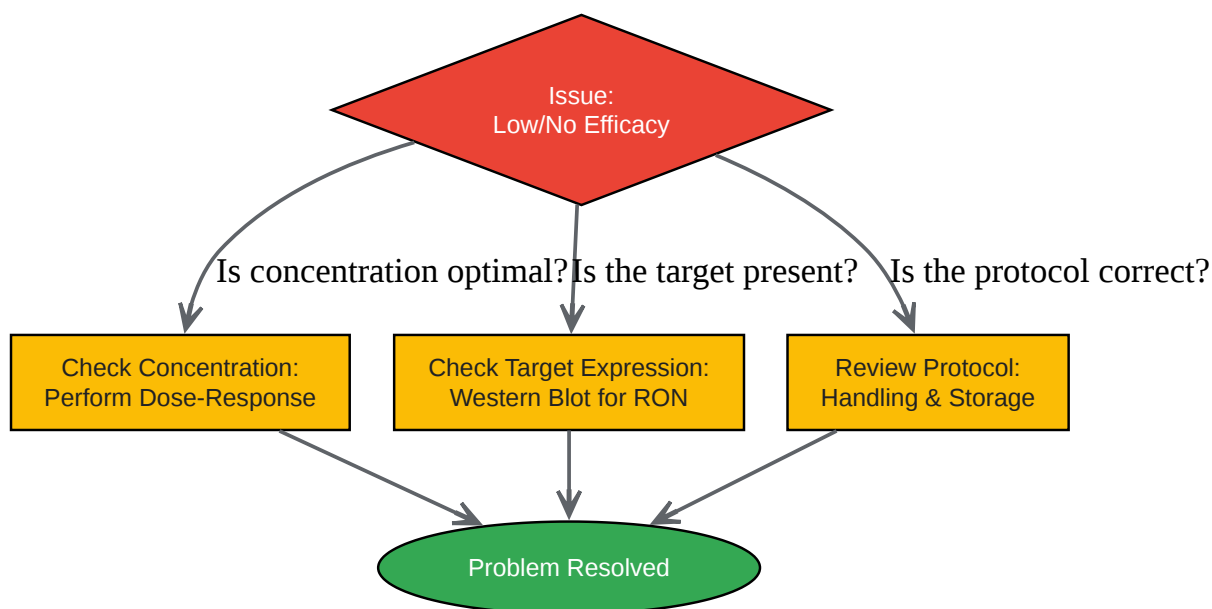 Issue:
Low/No Efficacy
Is concentration optimal?
Is the target present?
Is the protocol correct?
Check Concentration:
Perform Dose-Response
Check Target Expression:
Western Blot for RON
Review Protocol:
Handling & Storage
Problem Resolved